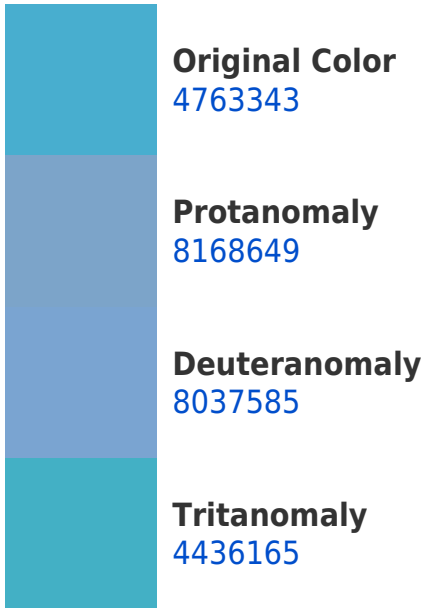 Original Color
4763343
Protanomaly
8168649
Deuteranomaly
8037585
Tritanomaly
4436165